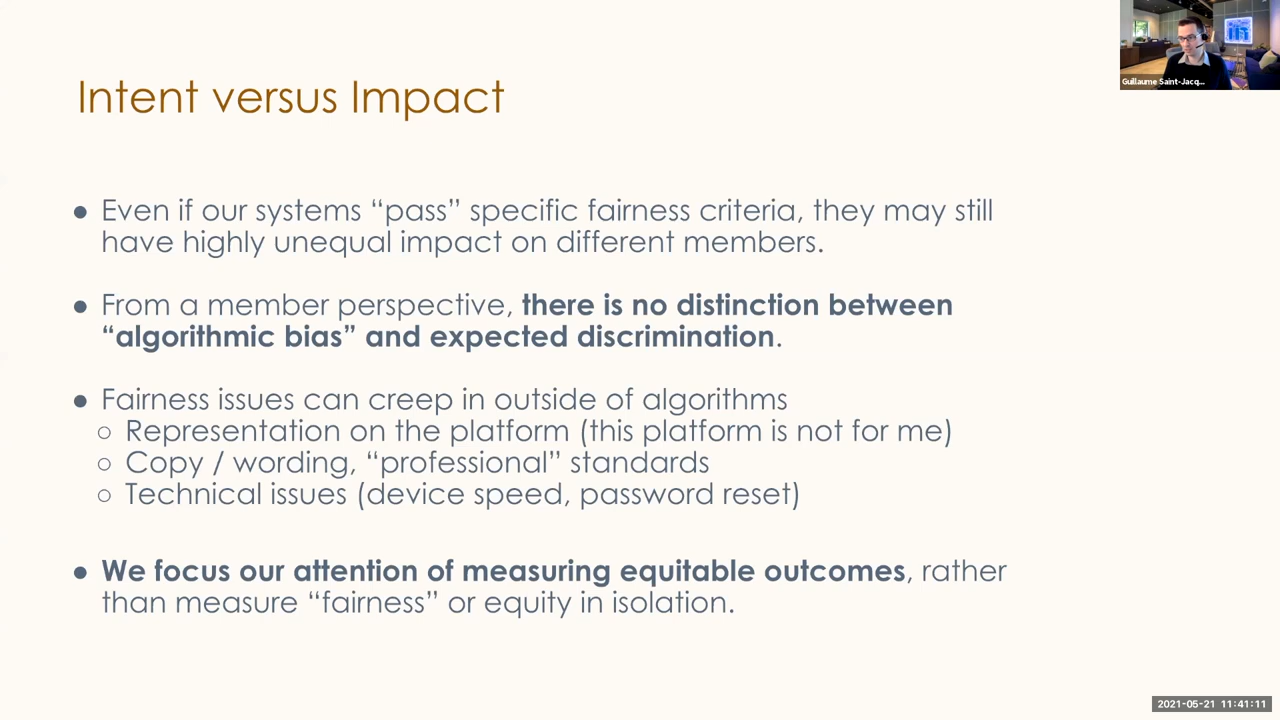 Intent versus Impact
● Even if our systems “pass” specific fairness criteria, they may still
have highly unequal impact on different members.
● From a member perspective, there is no distinction between
“algorithmic bias” and expected discrimination.
● Fairness issues can creep in outside of algorithms
○ Representation on the platform (this platform is not for me)
○ Copy / wording, “professional” standards
○ Technical issues (device speed, password reset)
● We focus our attention of measuring equitable outcomes, rather
than measure “fairness” or equity in isolation.
Guillaume Saint-Jacq...
2021-05-21 11:41:11